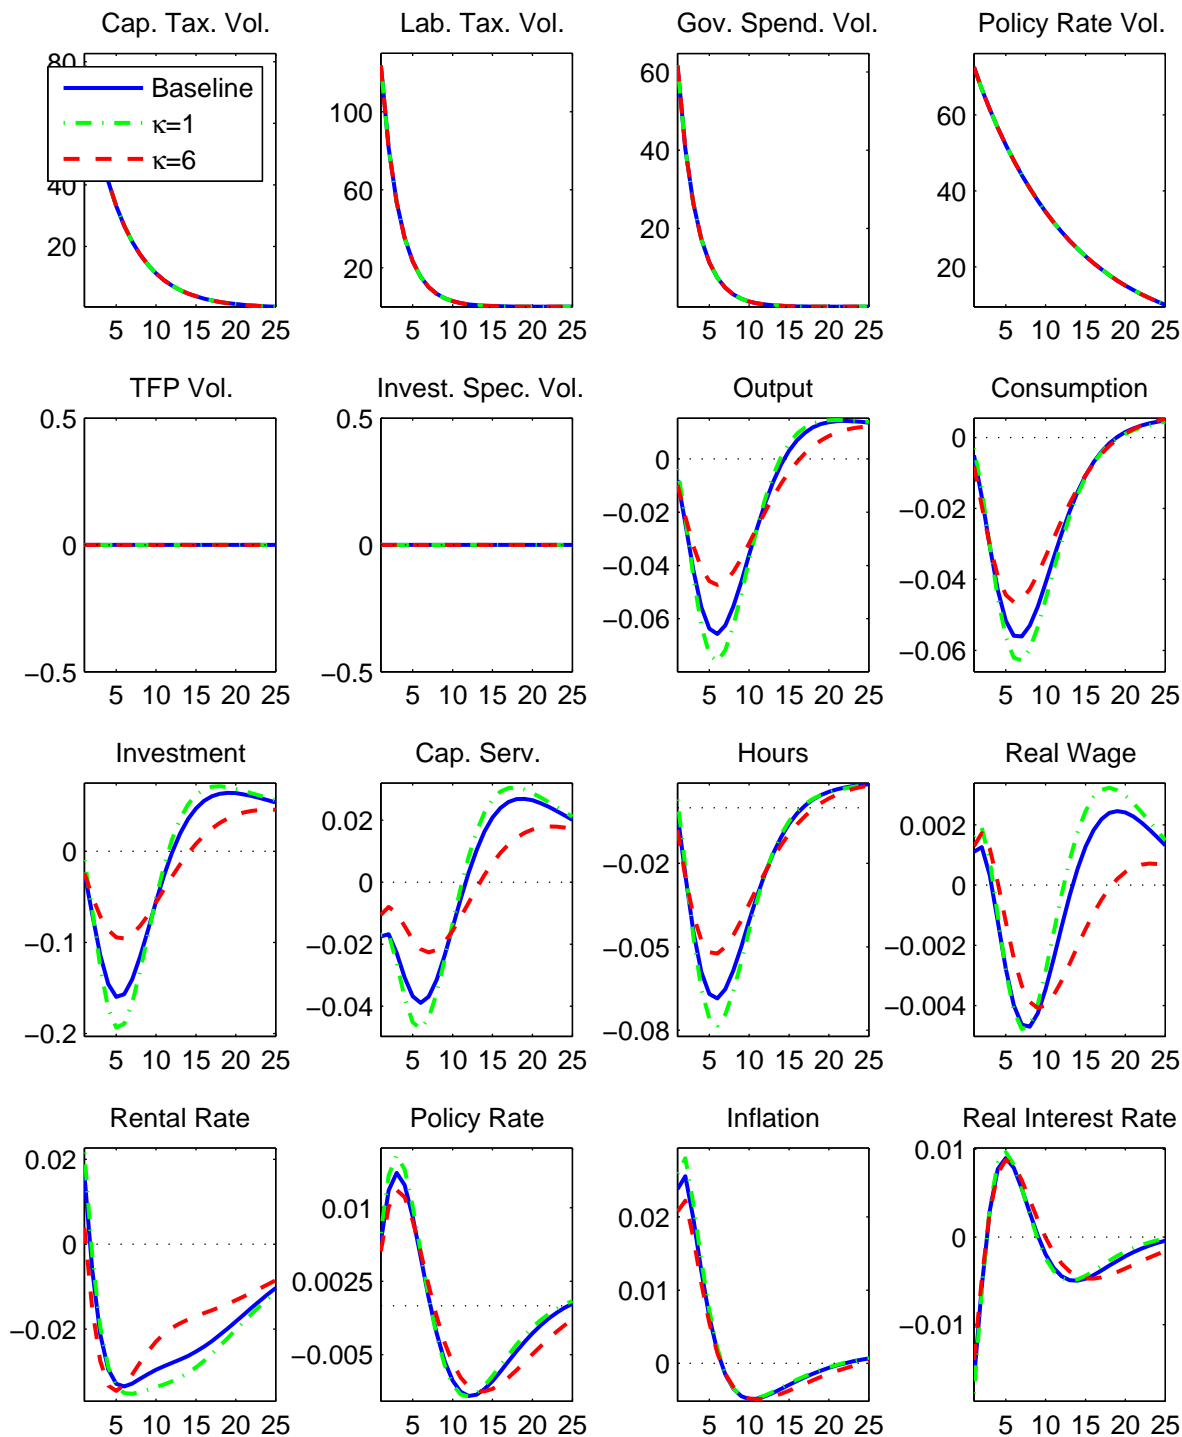 Cap. Tax. Vol.
Lab. Tax. Vol.
Gov. Spend. Vol.
Policy Rate Vol.
80
40
20
5 10 15 20 25
Baseline
κ=1
κ=6
100
60
20
5 10 15 20 25
60
40
20
5 10 15 20 25
60
40
20
5 10 15 20 25
TFP Vol.
Invest. Spec. Vol.
Output
Consumption
0.5
0
−0.5
5 10 15 20 25
0.5
0
−0.5
5 10 15 20 25
0
−0.02
−0.04
−0.06
5 10 15 20 25
0
−0.02
−0.04
−0.06
5 10 15 20 25
Investment
Cap. Serv.
Hours
Real Wage
0
−0.1
−0.2
5 10 15 20 25
0.02
0
−0.02
−0.04
5 10 15 20 25
−0.02
−0.05
−0.08
5 10 15 20 25
0.002
0
−0.002
−0.004
5 10 15 20 25
Rental Rate
Policy Rate
Inflation
Real Interest Rate
0.02
0
−0.02
5 10 15 20 25
0.01
0.0025
−0.005
5 10 15 20 25
0.02
0.01
0
5 10 15 20 25
0.01
0
−0.01
5 10 15 20 25